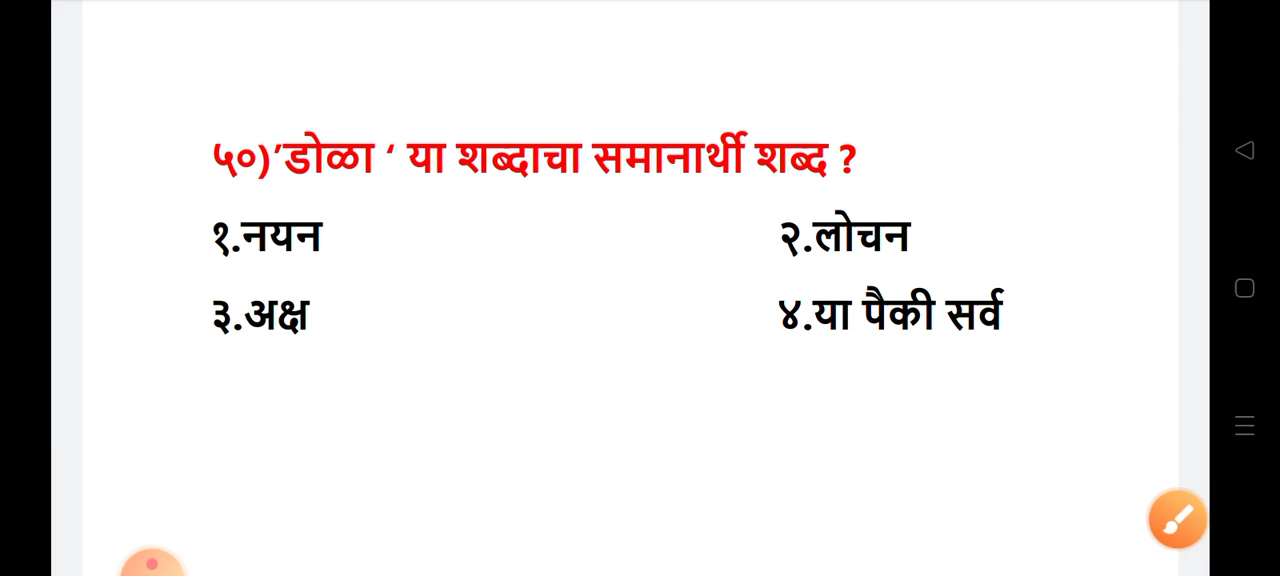 ५०)’डोळा ‘ या शब्दाचा समानार्थी शब्द ?
१.नयन २.लोचन
३.अक्ष ४.या पैकी सर्व